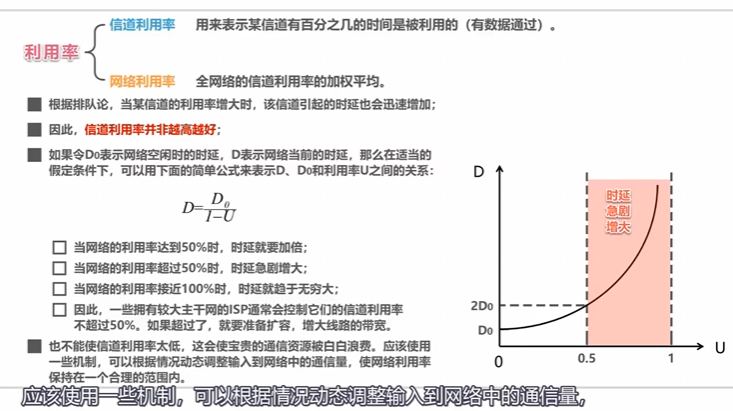 信道利用率 用来表示某信道有百分之几的时间是被利用的（有数据通过）。
利用率
网络利用率 全网络的信道利用率的加权平均。
根据排队论，当某信道的利用率增大时，该信道引起的时延也会迅速增加；
因此，信道利用率并非越高越好；
如果令D₀表示网络空闲时的时延，D表示网络当前的时延，那么在适当的
假定条件下，可以用下面的简单公式来表示D、D₀和利用率U之间的关系：
D=D₀/1-U
当网络的利用率达到50%时，时延就要加倍；
当网络的利用率超过50%时，时延急剧增大；
当网络的利用率接近100%时，时延就趋于无穷大；
因此，一些拥有较大主干网的ISP通常会控制它们的信道利用率
不超过50%。如果超过了，就要准备扩容，增大线路的带宽。
也不能使信道利用率太低，这会使宝贵的通信资源被白白浪费。应该使用
一些机制，可以根据情况动态调整输入到网络中的通信量，使网络利用率
保持在一个合理的范围内。
D
时延
急剧
增大
2D₀
D₀
0 0.5 1 U
应该使用一些机制，可以根据情况动态调整输入到网络中的通信量，